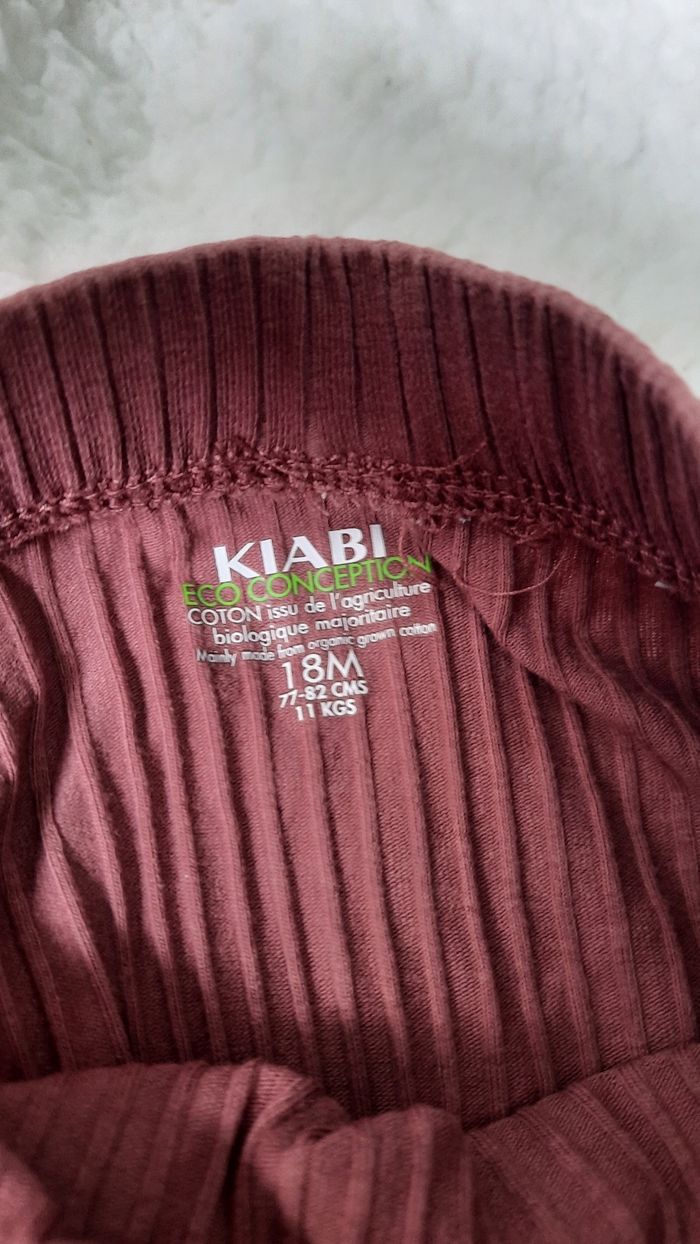 KIABI
ECO CONCEPTION
COTON issu de l'agriculture
biologique majoritaire
Mainly made from organic grown cotton
18M
77-82 CMS
11 KGS